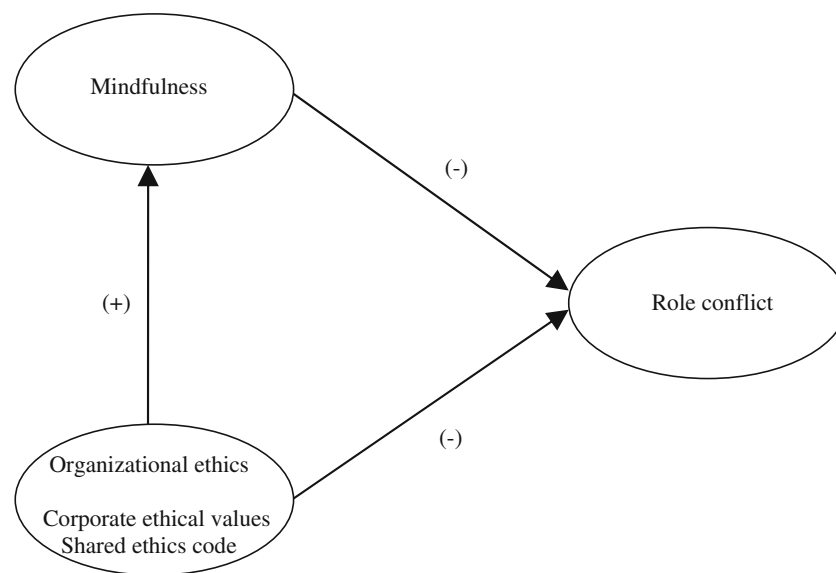 Mindfulness
(-)
(+)
Role conflict
(-)
Organizational ethics
Corporate ethical values
Shared ethics code